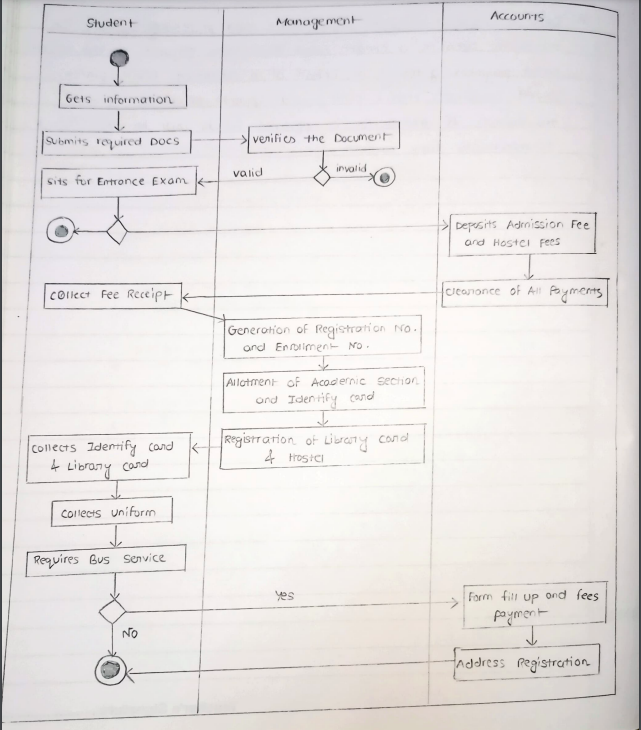 Student
Management
Accounts
Gets information
Submits required Docs
Verifies the Document
valid
invalid
Sits for Entrance Exam
Deposits Admission Fee
and Hostel Fees
Clearance of All Payments
Collect Fee Receipt
Generation of Registration No.
and Enrollment No.
Allotment of Academic Section
and Identify card
Registration of Library card
& Hostel
Collects Identify card
& Library card
Collects uniform
Requires Bus Service
Yes
Form fill up and fees
payment
No
Address Registration